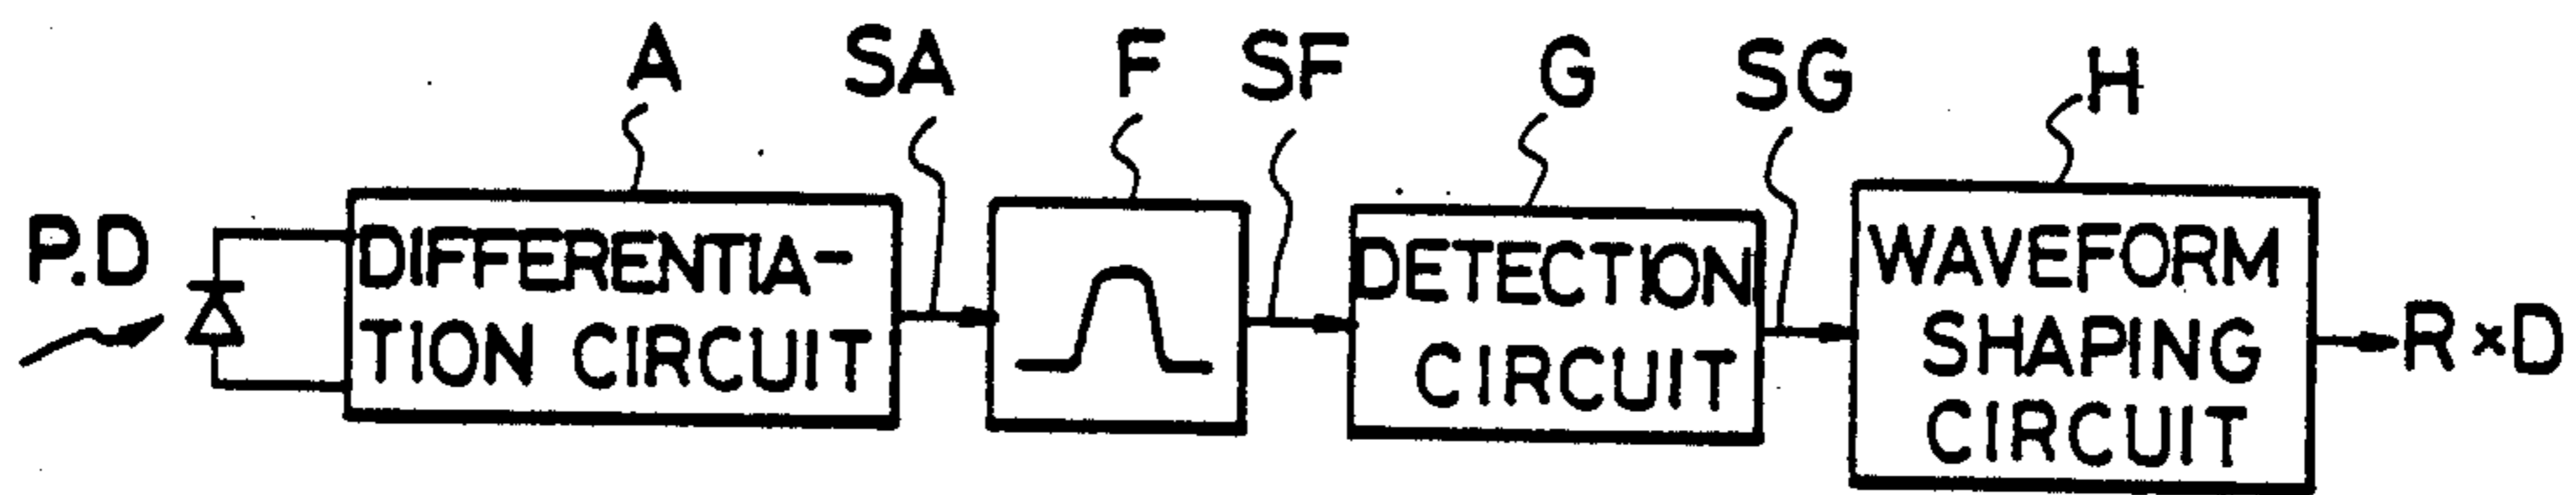 A SA F SF G SG H
P.D
DIFFERENTIA-
TION CIRCUIT
DETECTION
CIRCUIT
WAVEFORM
SHAPING
CIRCUIT
R×D